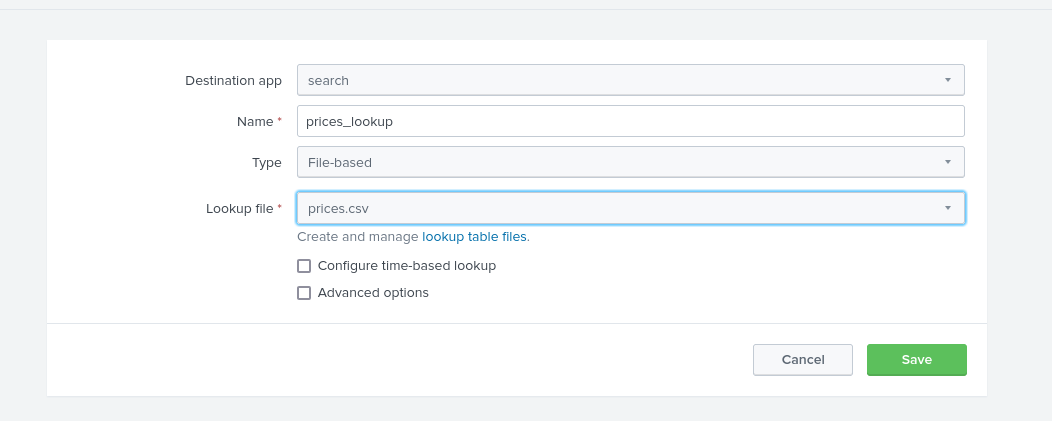 Destination app search
Name * prices_lookup
Type File-based
Lookup file * prices.csv
Create and manage lookup table files.
Configure time-based lookup
Advanced options
Cancel Save